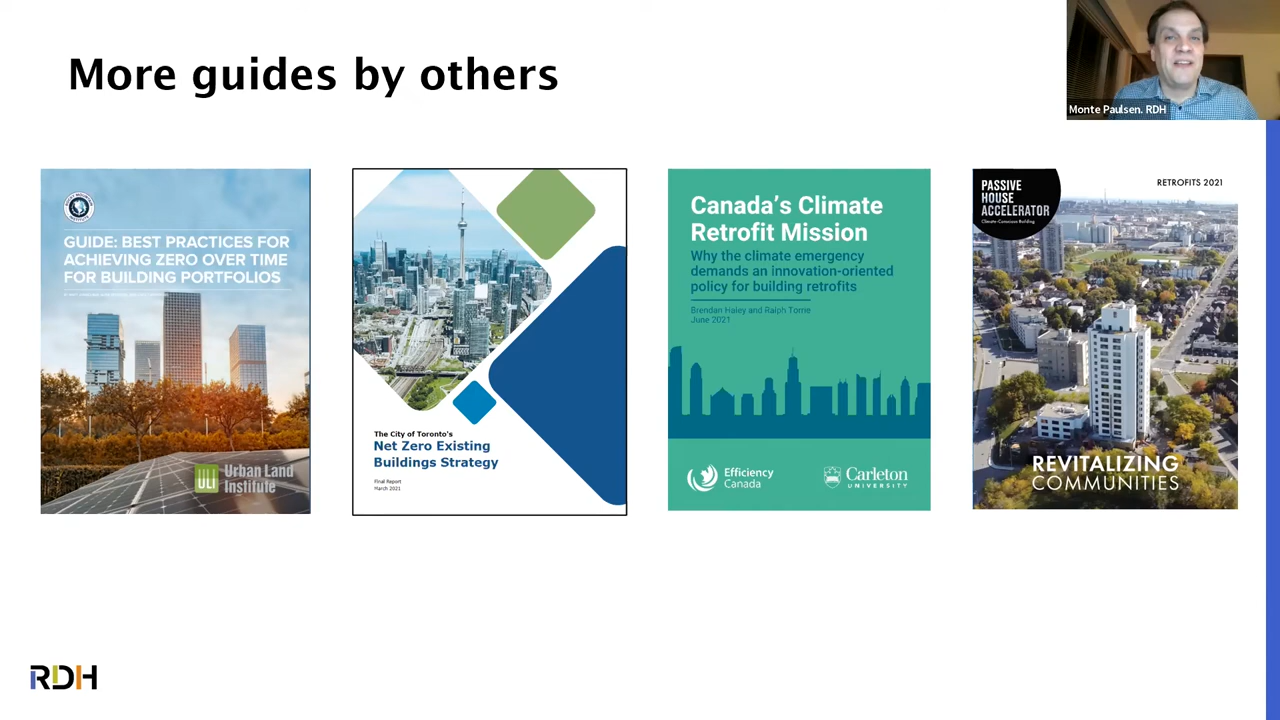 More guides by others
Monte Paulsen. RDH
GUIDE: BEST PRACTICES FOR
ACHIEVING ZERO OVER TIME
FOR BUILDING PORTFOLIOS
ULI
Urban Land
Institute
The City of Toronto's
Net Zero Existing
Buildings Strategy
Final Report
March 2021
Canada's Climate
Retrofit Mission
Why the climate emergency
demands an innovation-oriented
policy for building retrofits
Brendan Haley and Ralph Torrie
June 2021
Efficiency
Canada
Carleton
UNIVERSITY
PASSIVE
HOUSE
ACCELERATOR
Climate-Conscious Building
RETROFITS 2021
REVITALIZING
COMMUNITIES
RDH